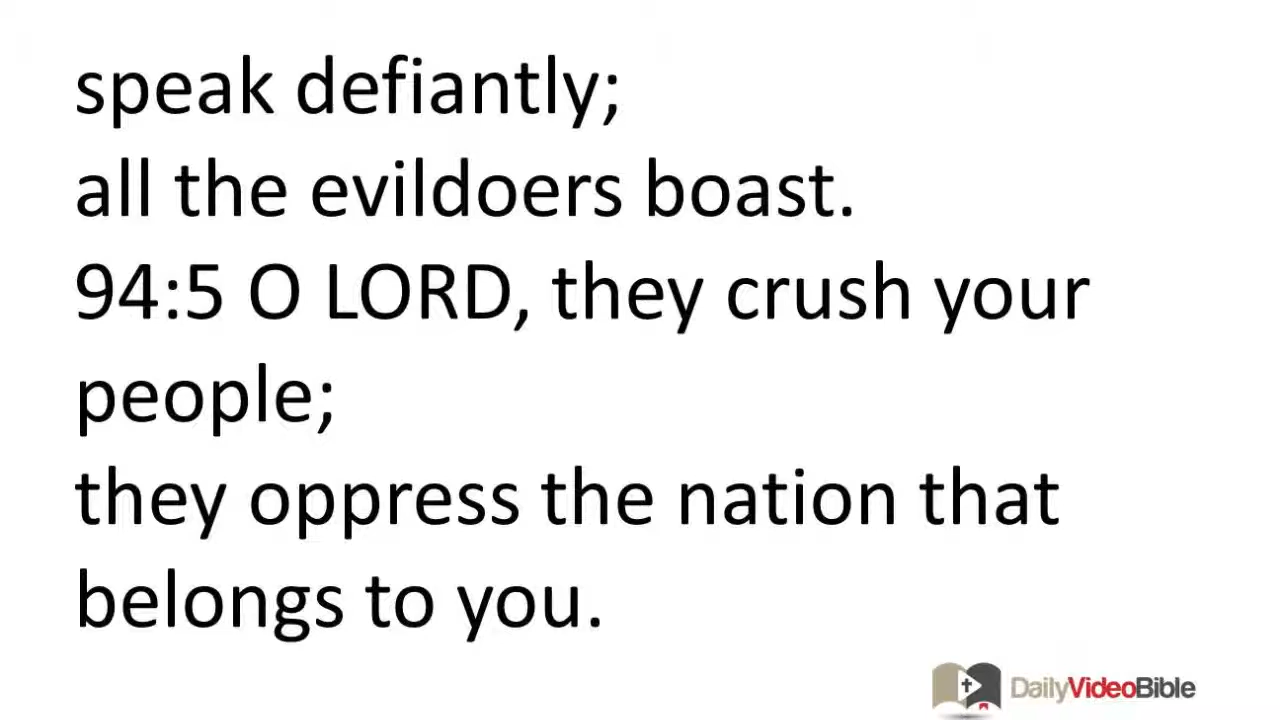 speak defiantly;
all the evildoers boast.
94:5 O LORD, they crush your
people;
they oppress the nation that
belongs to you.
DailyVideoBible